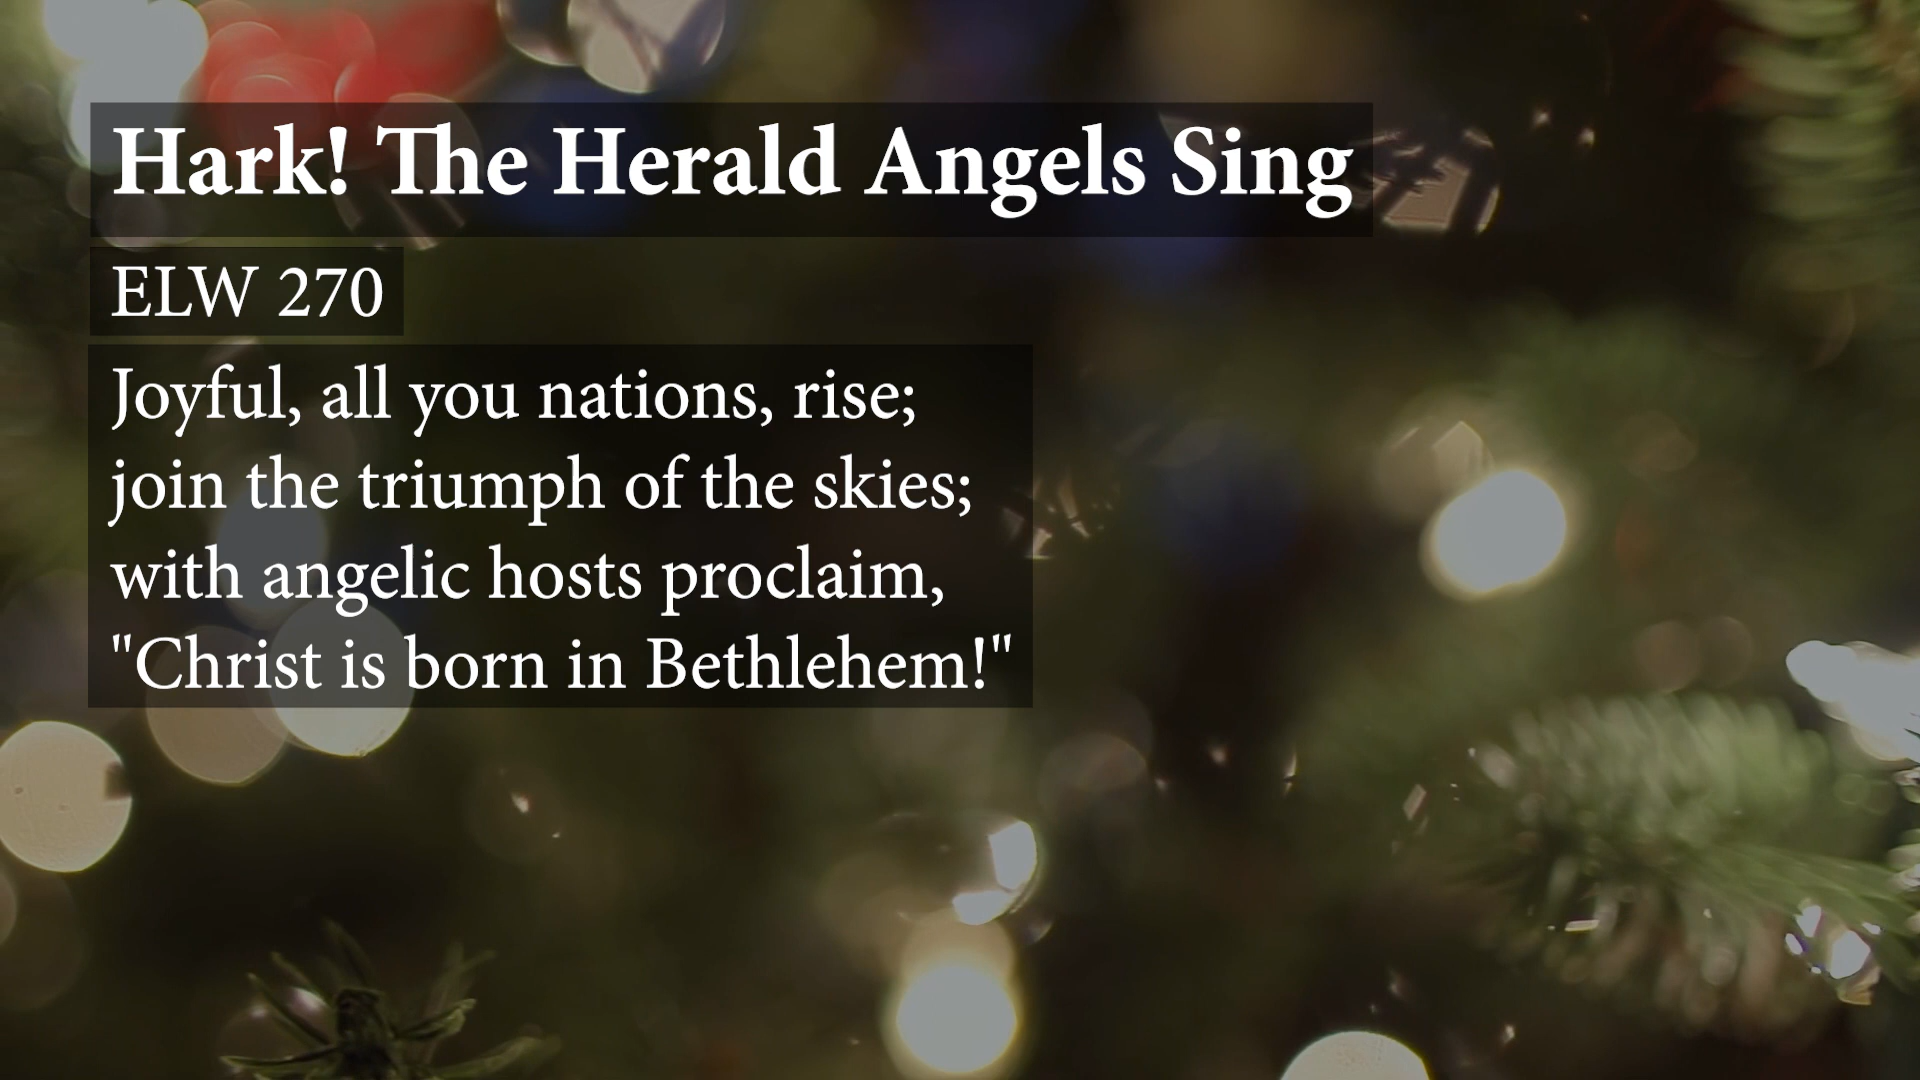 Hark! The Herald Angels Sing
ELW 270
Joyful, all you nations, rise;
join the triumph of the skies;
with angelic hosts proclaim,
"Christ is born in Bethlehem!"